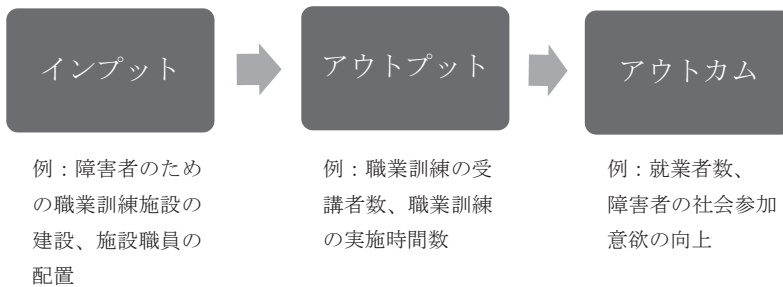 インプット
アウトプット
アウトカム
例：障害者のため
の職業訓練施設の
建設、施設職員の
配置
例：職業訓練の受
講者数、職業訓練
の実施時間数
例：就業者数、
障害者の社会参加
意欲の向上